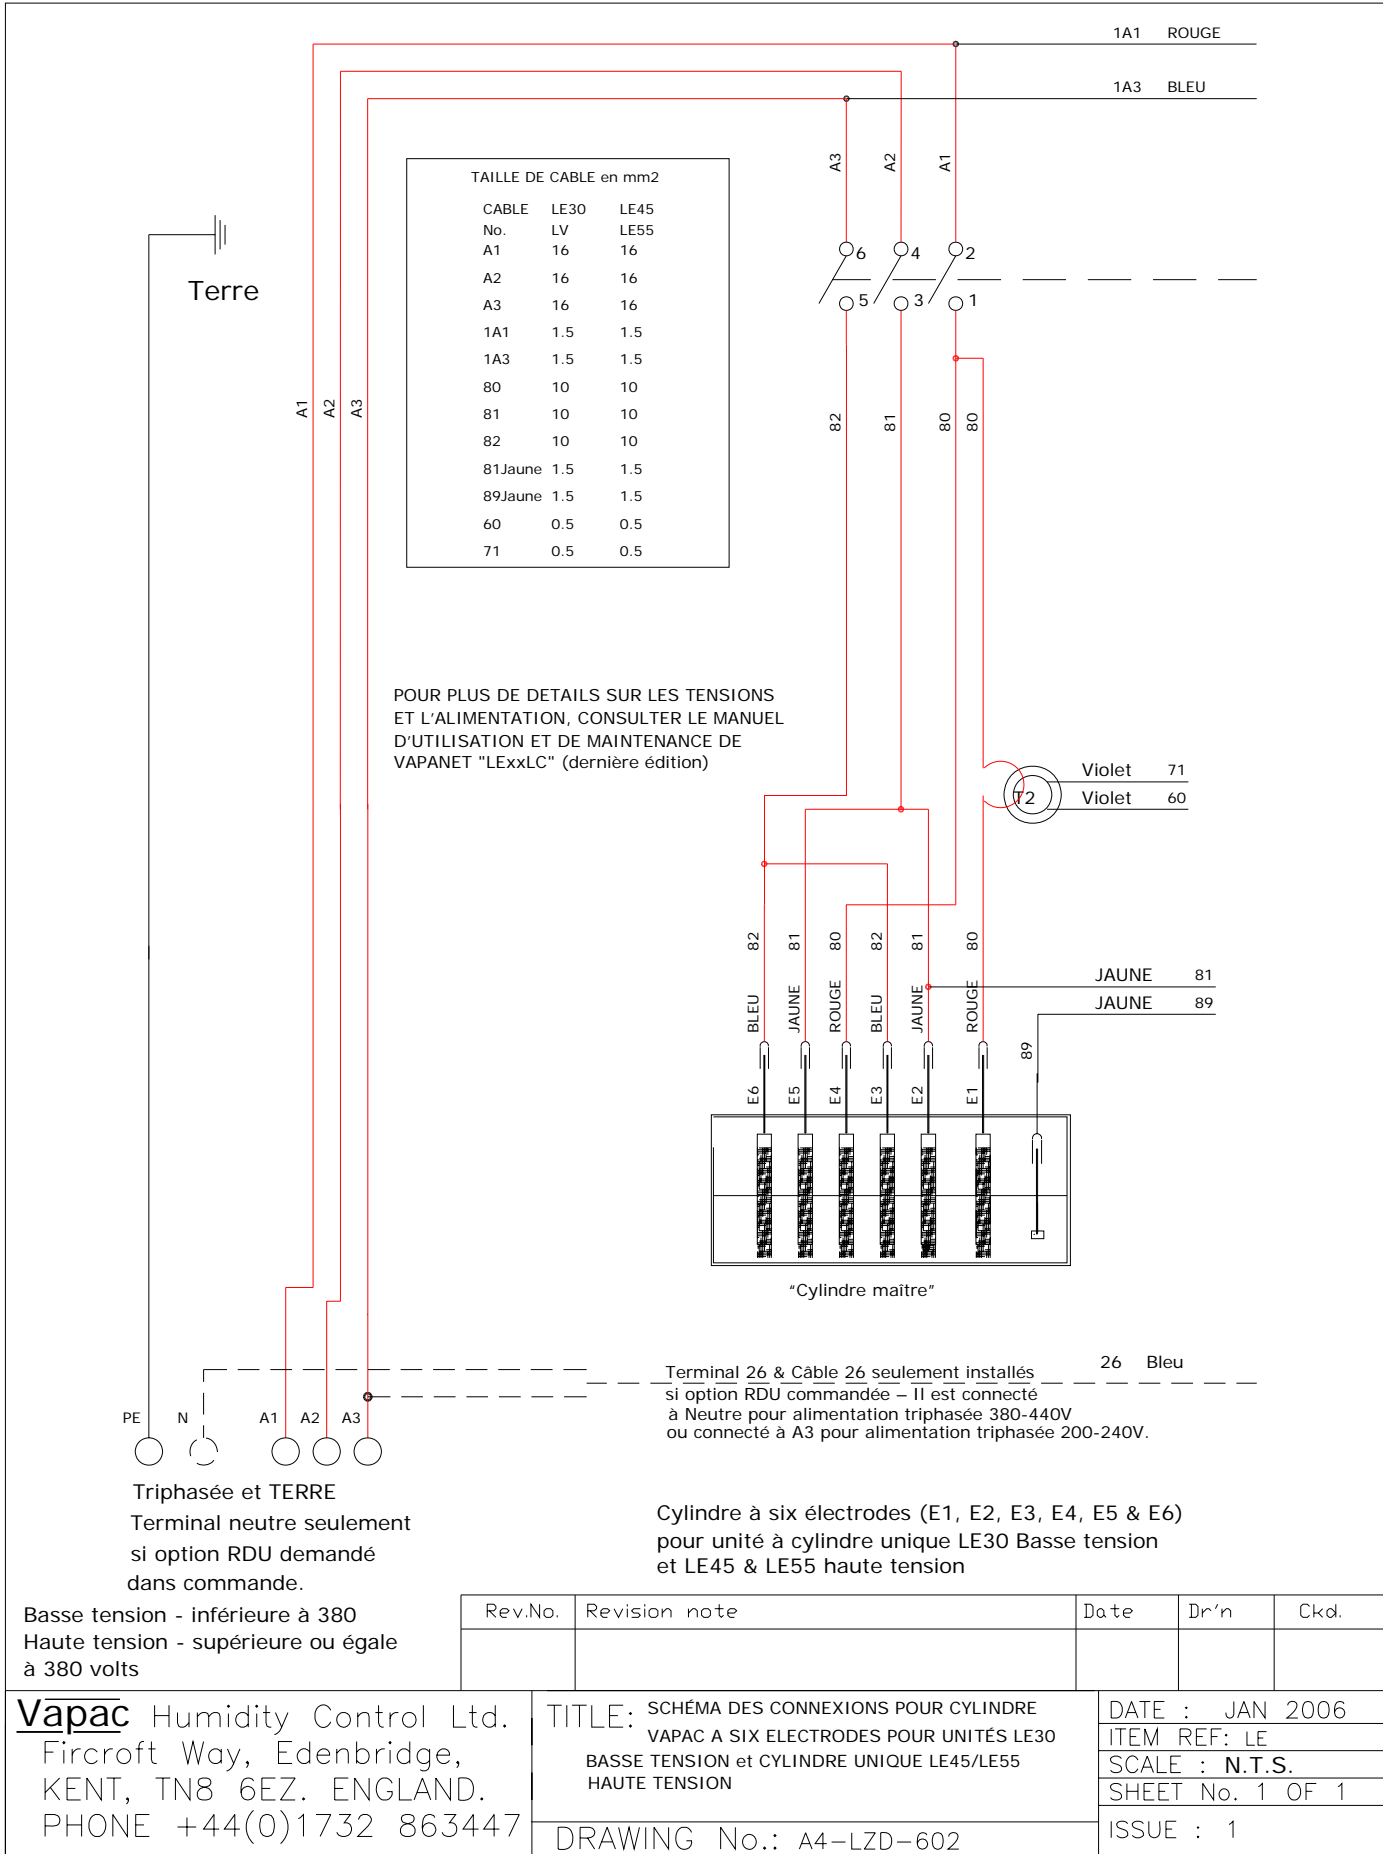 1A1 ROUGE
1A3 BLEU
A3 A2 A1
TAILLE DE CABLE en mm2
CABLE LE30 LE45
No. LV LE55
A1 16 16
A2 16 16
A3 16 16
1A1 1.5 1.5
1A3 1.5 1.5
80 10 10
81 10 10
82 10 10
81Jaune 1.5 1.5
89Jaune 1.5 1.5
60 0.5 0.5
71 0.5 0.5
6 4 2
5 3 1
Terre
A1 A2 A3
82 81 80 80
POUR PLUS DE DETAILS SUR LES TENSIONS
ET L'ALIMENTATION, CONSULTER LE MANUEL
D'UTILISATION ET DE MAINTENANCE DE
VAPANET "LExxLC" (dernière édition)
T2
Violet 71
Violet 60
82 81 80 82 81 80
BLEU JAUNE ROUGE BLEU JAUNE ROUGE
JAUNE 81
JAUNE 89
89
E6 E5 E4 E3 E2 E1
“Cylindre maître”
26 Bleu
Terminal 26 & Câble 26 seulement installés
si option RDU commandée – II est connecté
à Neutre pour alimentation triphasée 380-440V
ou connecté à A3 pour alimentation triphasée 200-240V.
PE N A1 A2 A3
Triphasée et TERRE
Terminal neutre seulement
si option RDU demandé
dans commande.
Cylindre à six électrodes (E1, E2, E3, E4, E5 & E6)
pour unité à cylindre unique LE30 Basse tension
et LE45 & LE55 haute tension
Basse tension - inférieure à 380
Haute tension - supérieure ou égale
à 380 volts
Rev.No. Revision note Date Dr'n Ckd.
Vapac Humidity Control Ltd.
Fircroft Way, Edenbridge,
KENT, TN8 6EZ. ENGLAND.
PHONE +44(0)1732 863447
TITLE: SCHÉMA DES CONNEXIONS POUR CYLINDRE
VAPAC A SIX ELECTRODES POUR UNITÉS LE30
BASSE TENSION et CYLINDRE UNIQUE LE45/LE55
HAUTE TENSION
DRAWING No.: A4-LZD-602
DATE : JAN 2006
ITEM REF: LE
SCALE : N.T.S.
SHEET No. 1 OF 1
ISSUE : 1